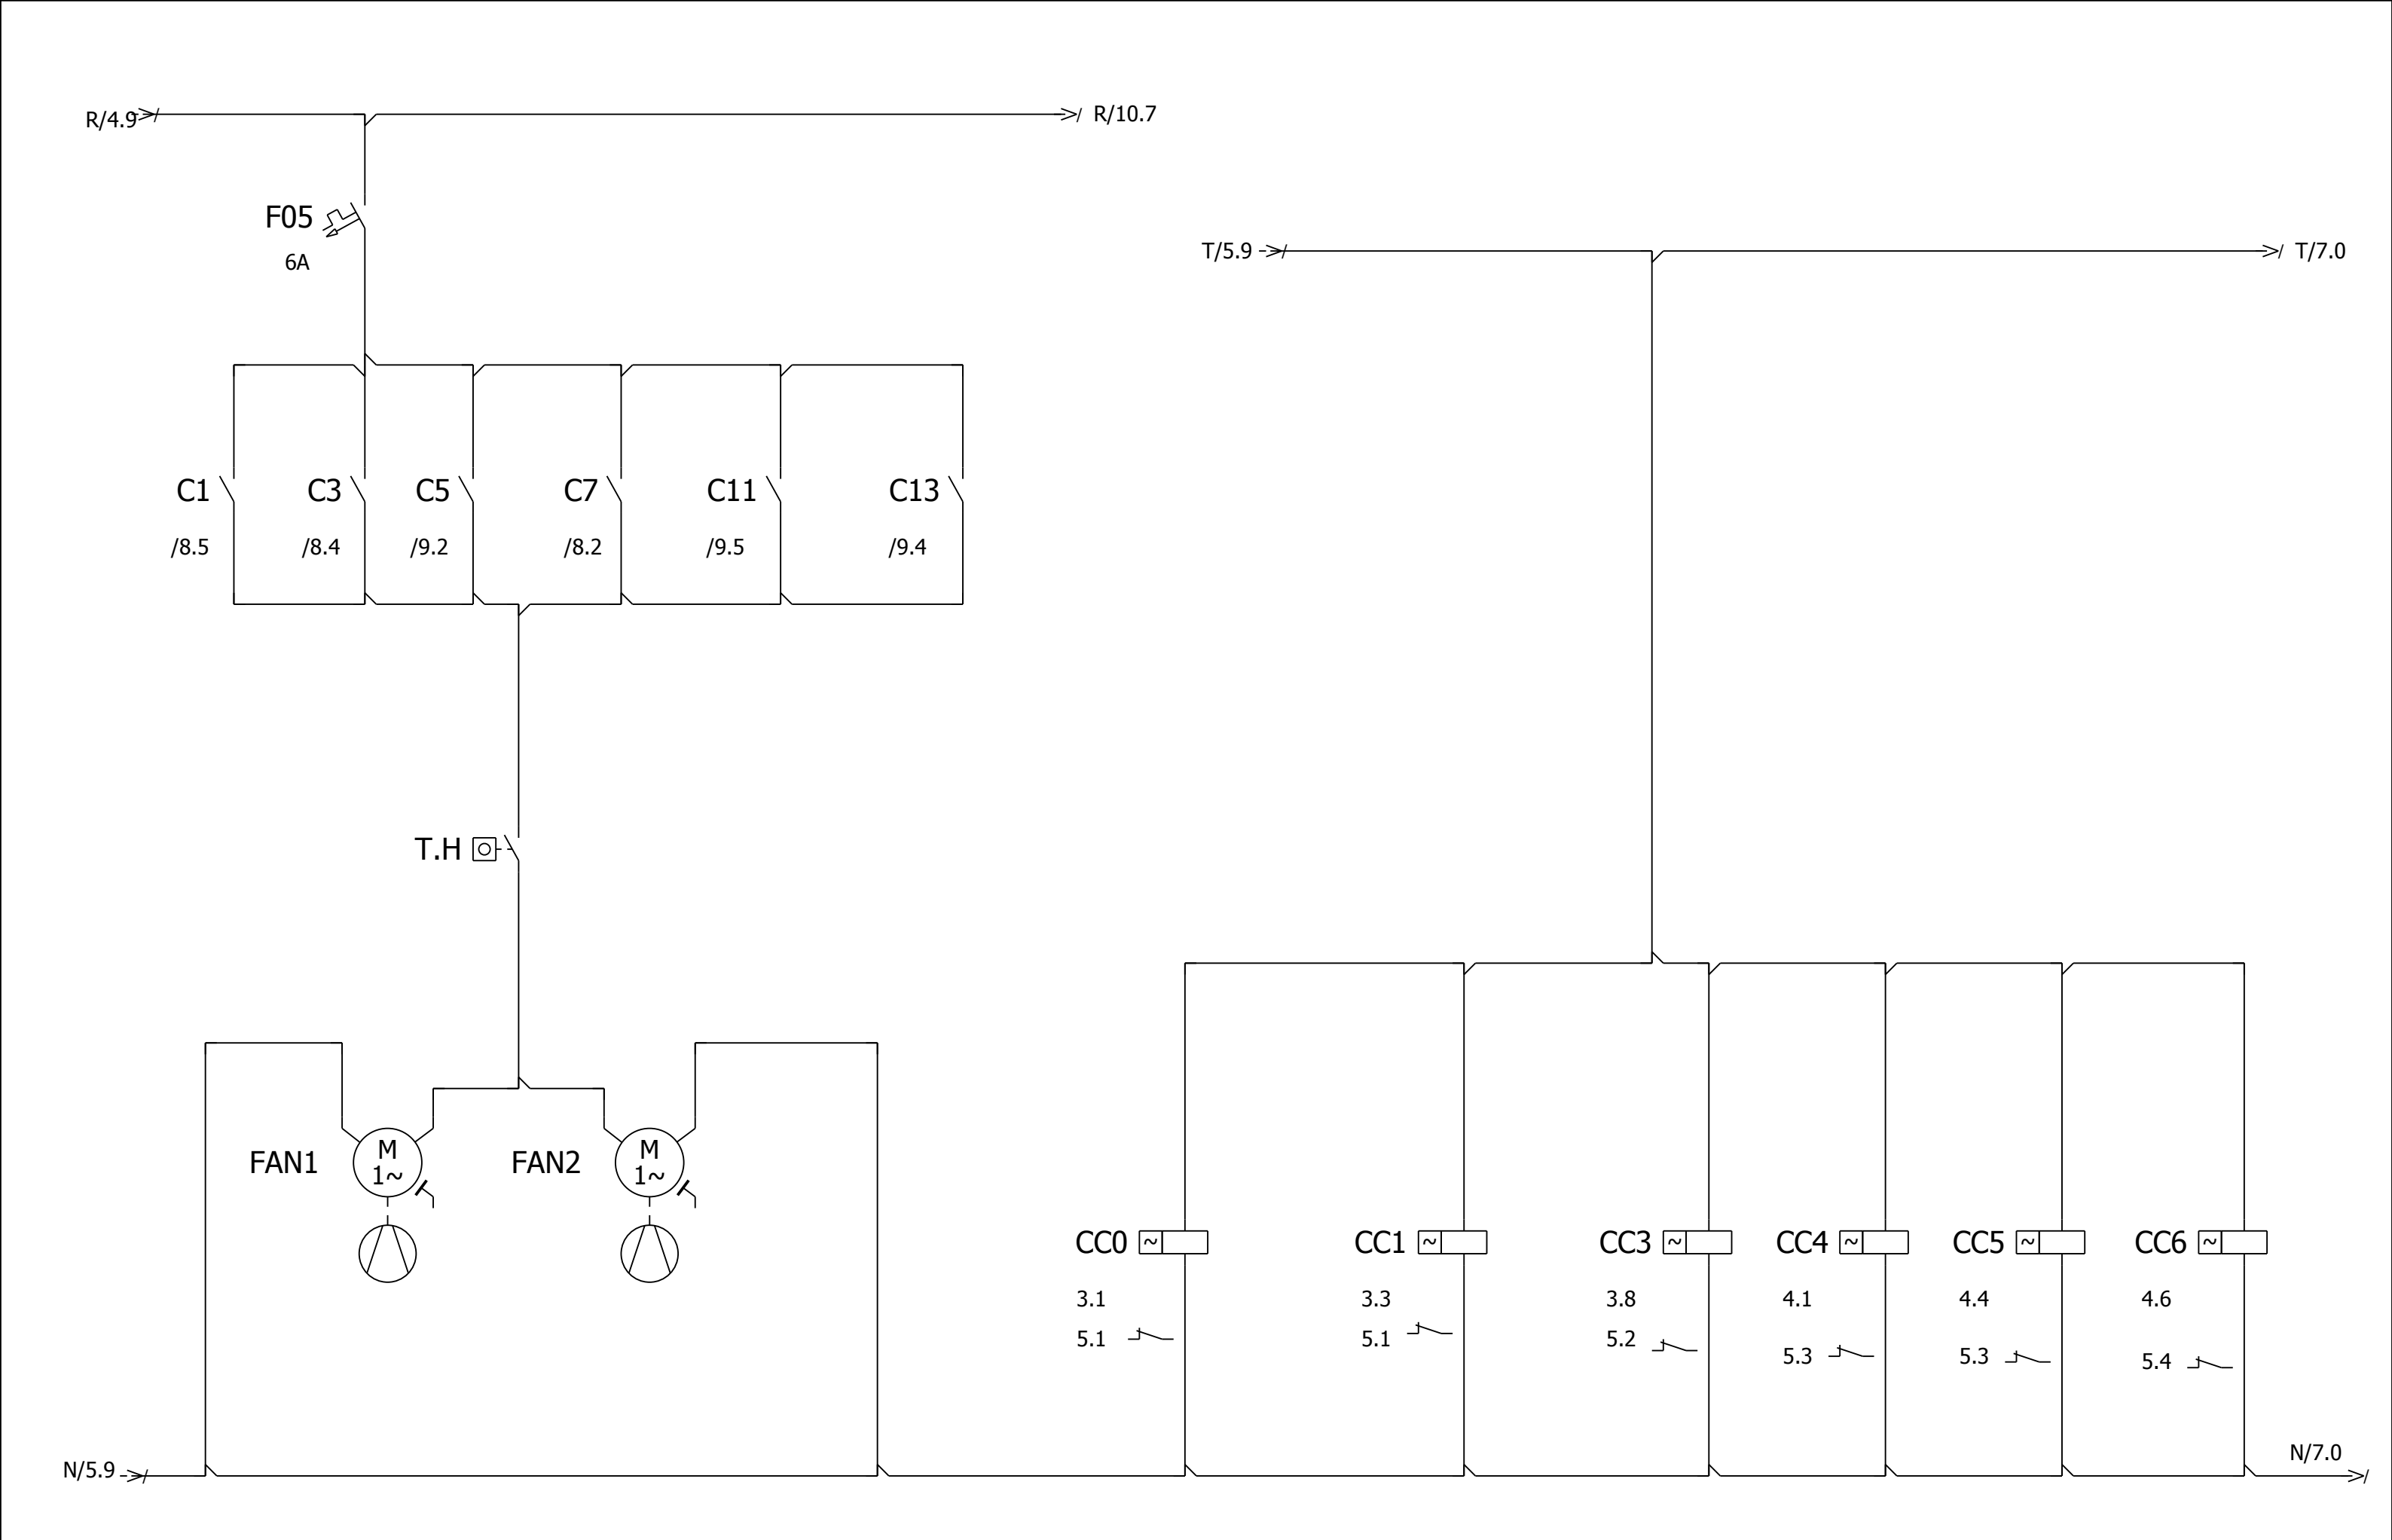 R/4.9
R/10.7
F05
6A
T/5.9
T/7.0
C1
C3
C5
C7
C11
C13
/8.5
/8.4
/9.2
/8.2
/9.5
/9.4
T.H
FAN1
M
1~
FAN2
M
1~
CC0
~
CC1
~
CC3
~
CC4
~
CC5
~
CC6
~
3.1
3.3
3.8
4.1
4.4
4.6
5.1
5.1
5.2
5.3
5.3
5.4
N/5.9
N/7.0